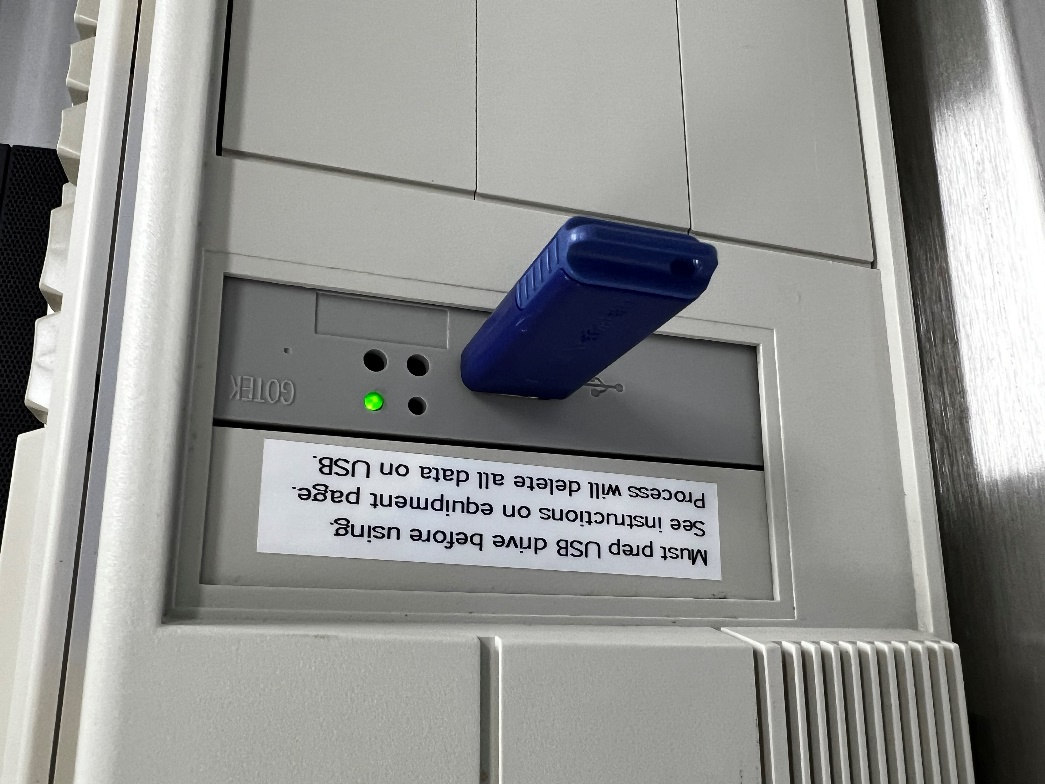 Must prep USB drive before using.
See instructions on equipment page.
Process will delete all data on USB.
GOTEK